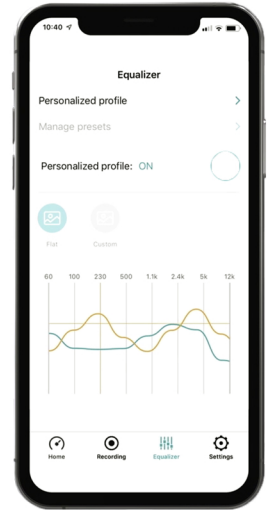 10:40
Equalizer
Personalized profile
Manage presets
Personalized profile: ON
Flat Custom
60 100 230 500 1.1k 2.4k 5k 12k
Home Recording Equalizer Settings